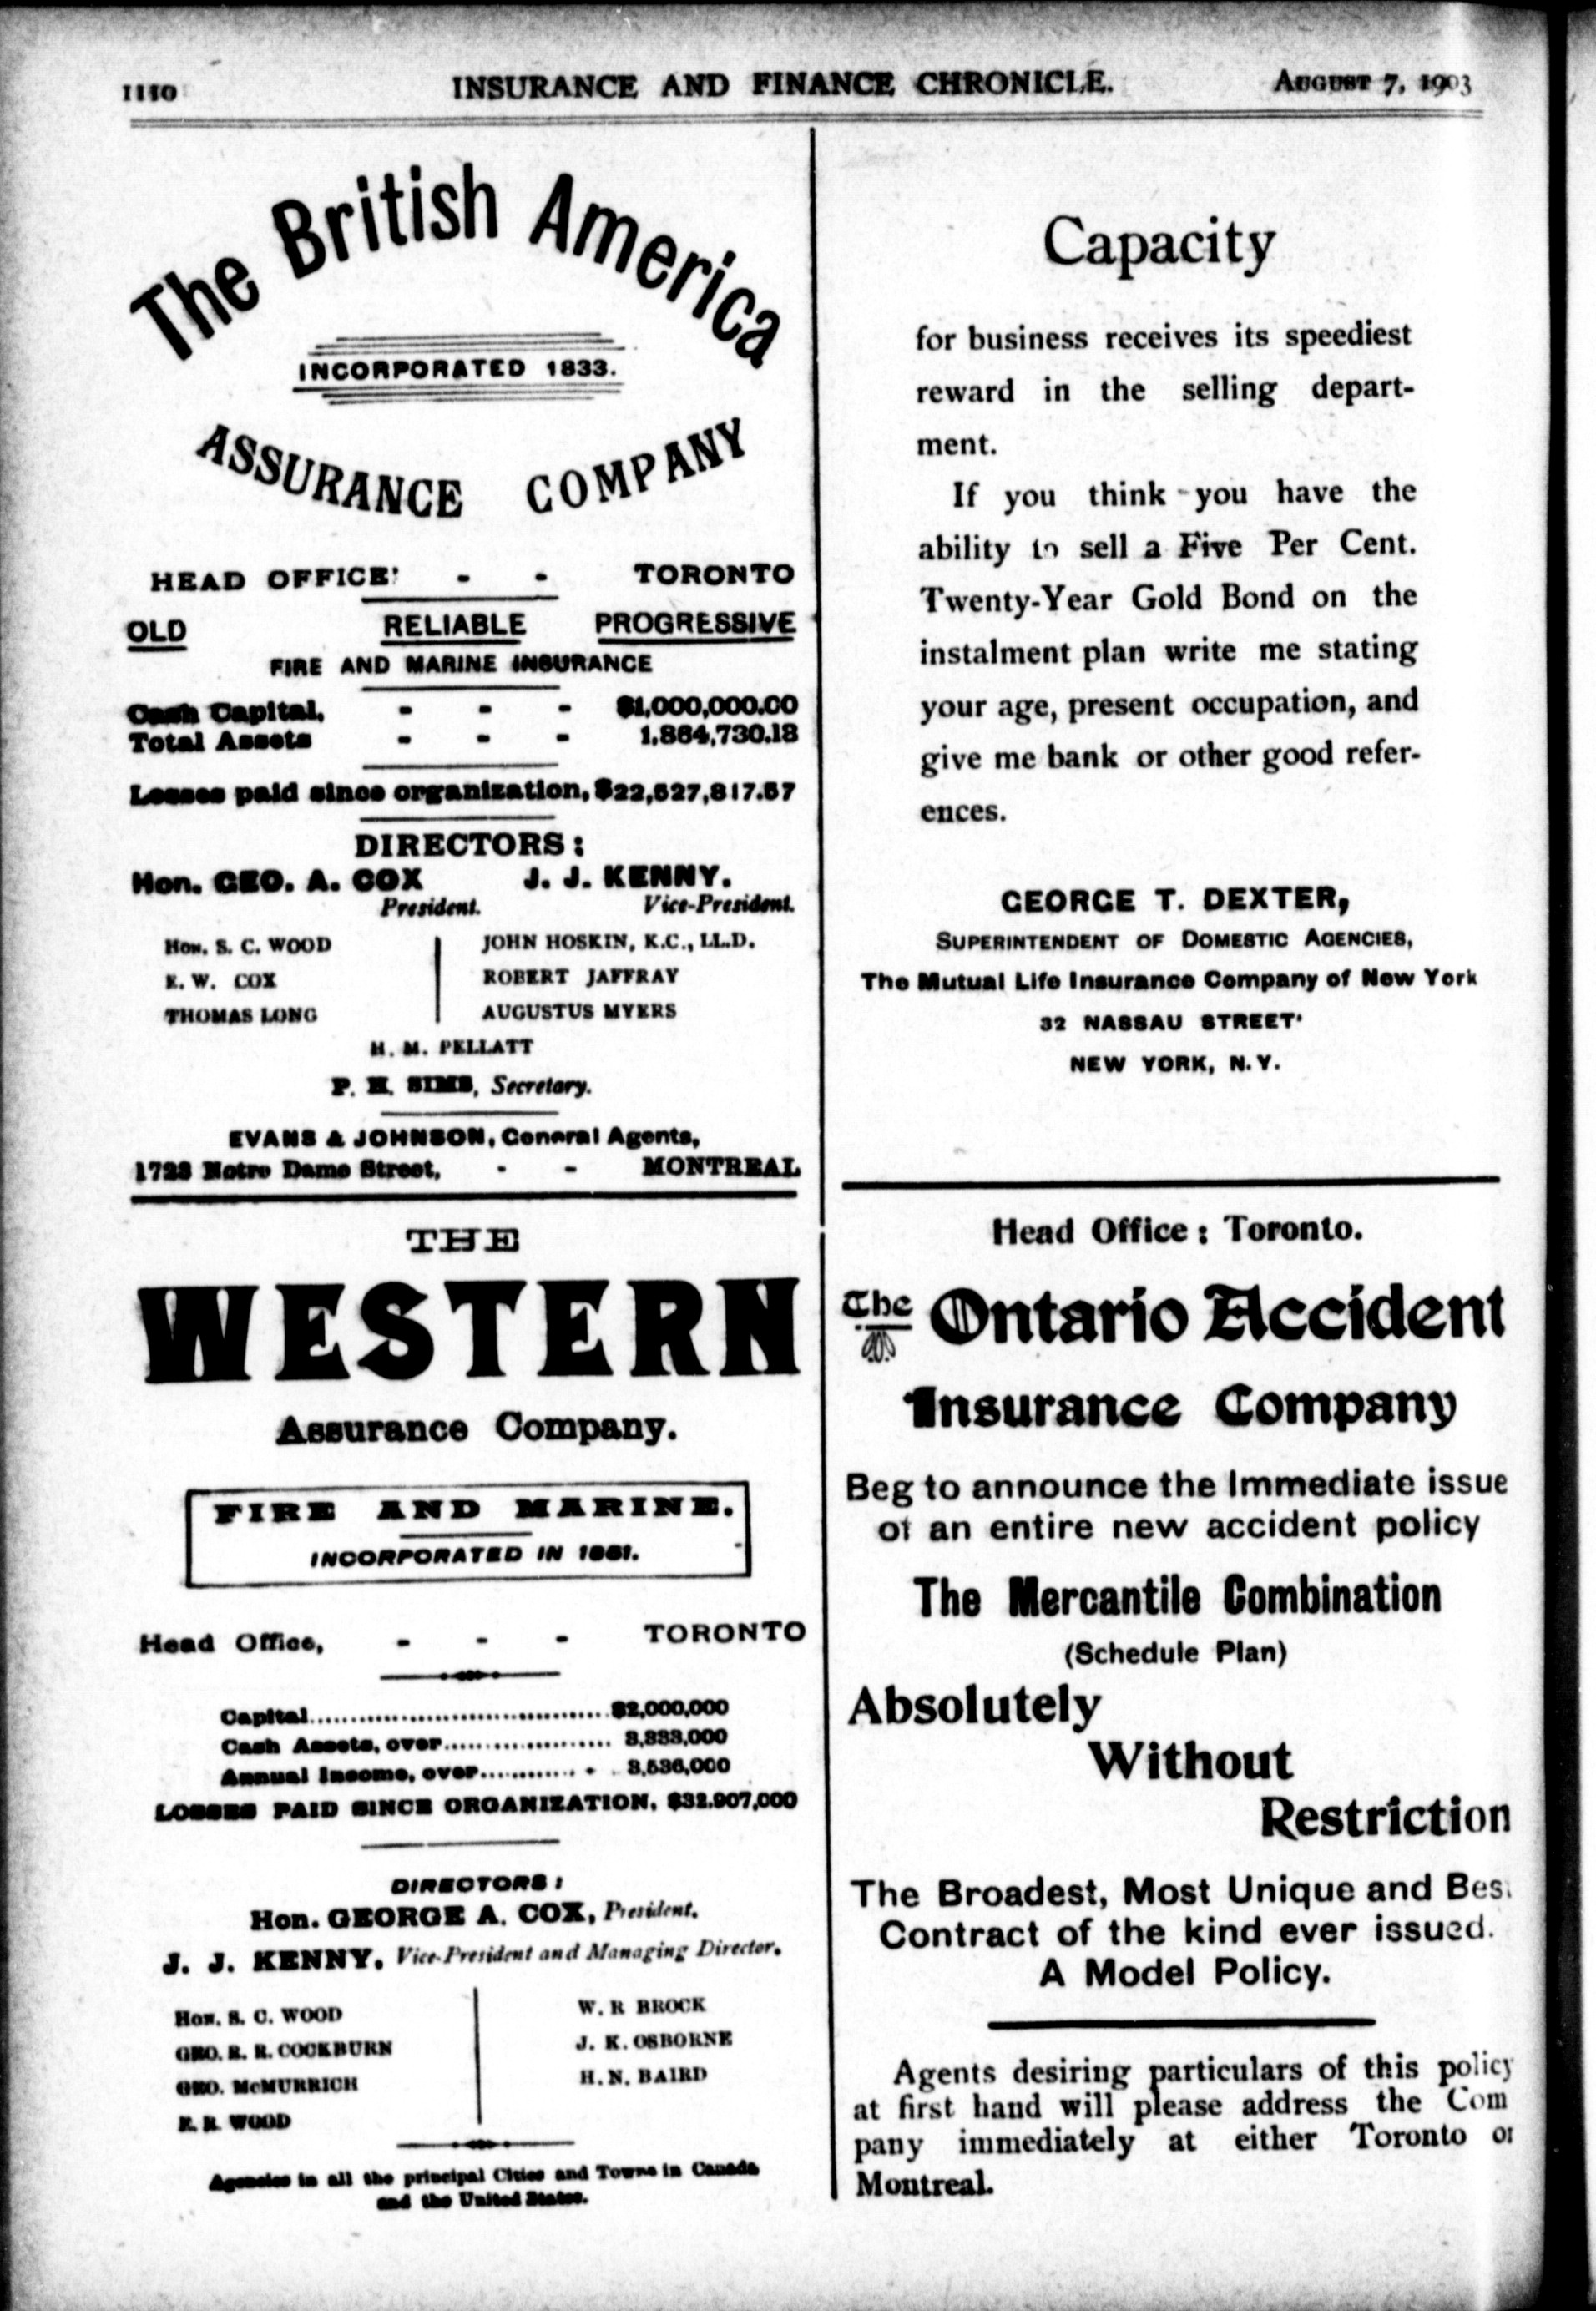 1110 INSURANCE AND FINANCE CHRONICLE. AUGUST 7, 1903
The British America
INCORPORATED 1833.
ASSURANCE COMPANY
HEAD OFFICE - - TORONTO
OLD RELIABLE PROGRESSIVE
FIRE AND MARINE INSURANCE
Cash Capital, - - - $1,000,000.00
Total Assets - - - 1,864,730.13
Losses paid since organization, $22,527,817.57
DIRECTORS:
Hon. GEO. A. COX J. J. KENNY.
President. Vice-President.
HON. S. C. WOOD JOHN HOSKIN, K.C., LL.D.
E. W. COX ROBERT JAFFRAY
THOMAS LONG AUGUSTUS MYERS
H. M. PELLATT
P. H. SIMS, Secretary.
EVANS & JOHNSON, General Agents,
1723 Notre Dame Street, - - MONTREAL
THE
WESTERN
Assurance Company.
FIRE AND MARINE.
INCORPORATED IN 1851.
Head Office, - - - TORONTO
Capital.................................... $2,000,000
Cash Assets, over.................... 3,333,000
Annual Income, over............ 3,536,000
LOSSES PAID SINCE ORGANIZATION. $32.907,000
DIRECTORS:
Hon. GEORGE A. COX, President.
J. J. KENNY, Vice-President and Managing Director.
HON. S. C. WOOD W. R BROCK
GEO. R. R. COCKBURN J. K. OSBORNE
GEO. McMURRICH H. N. BAIRD
E. R. WOOD
Agencies in all the principal Cities and Towns in Canada
and the United States.
Capacity
for business receives its speediest
reward in the selling depart-
ment.
If you think you have the
ability to sell a Five Per Cent.
Twenty-Year Gold Bond on the
instalment plan write me stating
your age, present occupation, and
give me bank or other good refer-
ences.
GEORGE T. DEXTER,
SUPERINTENDENT OF DOMESTIC AGENCIES,
The Mutual Life Insurance Company of New York
32 NASSAU STREET
NEW YORK, N.Y.
Head Office: Toronto.
The Ontario Accident
Insurance Company
Beg to announce the Immediate issue
of an entire new accident policy
The Mercantile Combination
(Schedule Plan)
Absolutely
Without
Restriction
The Broadest, Most Unique and Bes
Contract of the kind ever issued.
A Model Policy.
Agents desiring particulars of this policy
at first hand will please address the Com
pany immediately at either Toronto or
Montreal.